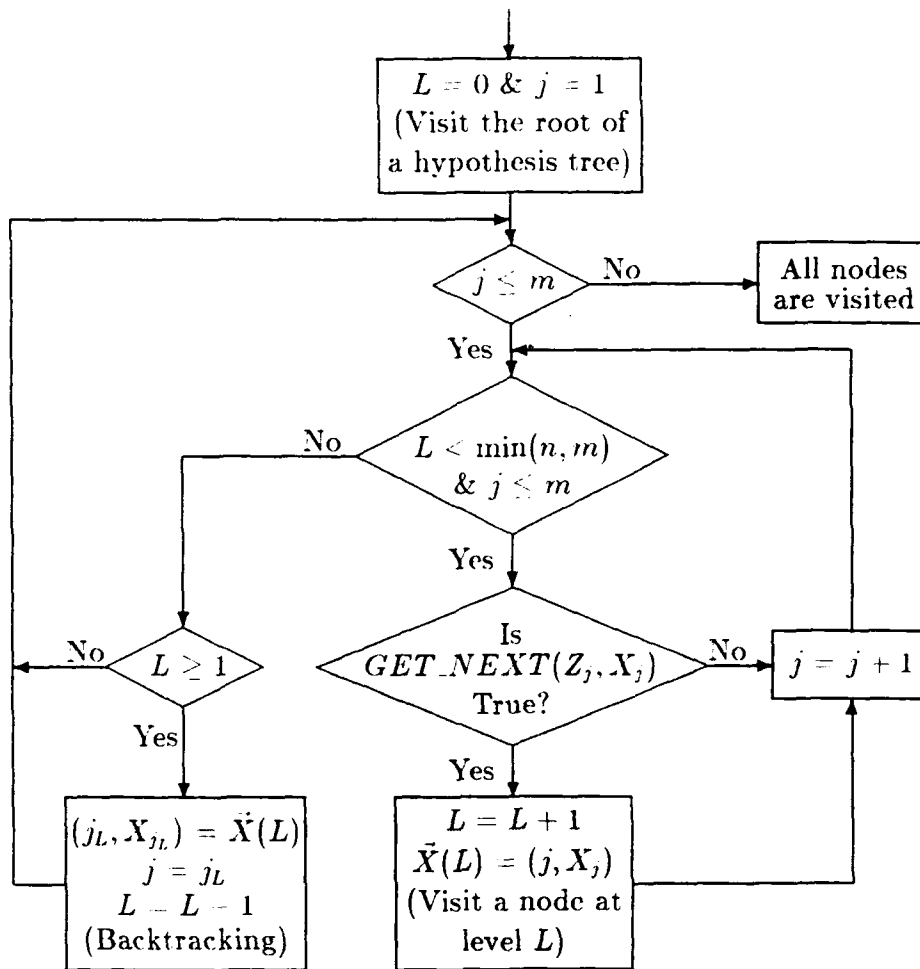 L = 0 & j = 1
(Visit the root of
a hypothesis tree)
j ≤ m
No
All nodes
are visited
Yes
No
L < min(n, m)
& j ≤ m
Yes
No
L ≥ 1
Is
GET_NEXT(Z_j, X_j)
True?
No
j = j + 1
Yes
Yes
(j_L, X_{j_L}) = \vec{X}(L)
j = j_L
L = L − 1
(Backtracking)
L = L + 1
\vec{X}(L) = (j, X_j)
(Visit a node at
level L)